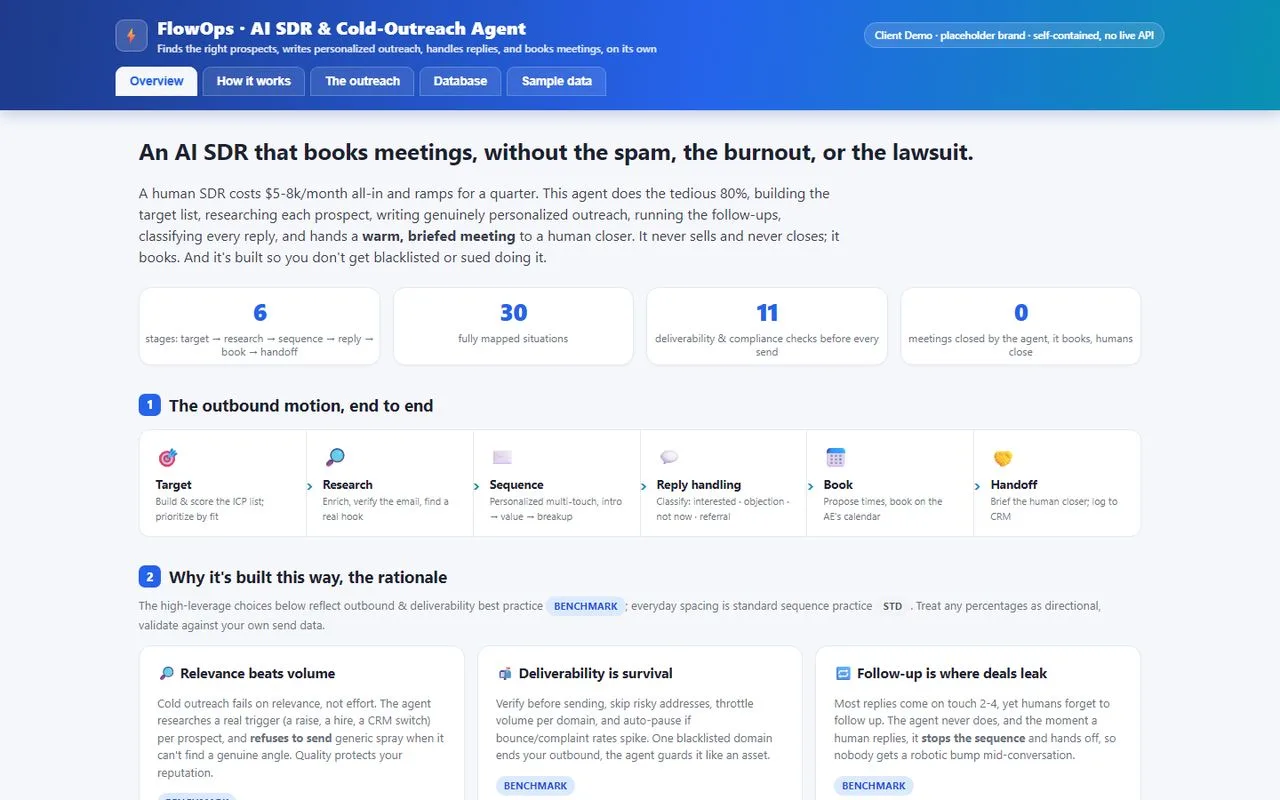 FlowOps · AI SDR & Cold-Outreach Agent
Finds the right prospects, writes personalized outreach, handles replies, and books meetings, on its own
Client Demo · placeholder brand · self-contained, no live API
Overview
How it works
The outreach
Database
Sample data
An AI SDR that books meetings, without the spam, the burnout, or the lawsuit.
A human SDR costs $5-8k/month all-in and ramps for a quarter. This agent does the tedious 80%, building the
target list, researching each prospect, writing genuinely personalized outreach, running the follow-ups,
classifying every reply, and hands a warm, briefed meeting to a human closer. It never sells and never closes; it
books. And it's built so you don't get blacklisted or sued doing it.
6
stages: target → research → sequence → reply →
book → handoff
30
fully mapped situations
11
deliverability & compliance checks before every
send
0
meetings closed by the agent, it books, humans
close
1
The outbound motion, end to end
Target
Build & score the ICP list;
prioritize by fit
›
Research
Enrich, verify the email, find a
real hook
›
Sequence
Personalized multi-touch, intro
→ value → breakup
›
Reply handling
Classify: interested · objection ·
not now · referral
›
Book
Propose times, book on the
AE's calendar
›
Handoff
Brief the human closer; log to
CRM
2
Why it's built this way, the rationale
The high-leverage choices below reflect outbound & deliverability best practice BENCHMARK ; everyday spacing is standard sequence practice STD . Treat any percentages as directional,
validate against your own send data.
Relevance beats volume
Cold outreach fails on relevance, not effort. The agent
researches a real trigger (a raise, a hire, a CRM switch)
per prospect, and refuses to send generic spray when it
can't find a genuine angle. Quality protects your
reputation.
BENCHMARK
Deliverability is survival
Verify before sending, skip risky addresses, throttle
volume per domain, and auto-pause if
bounce/complaint rates spike. One blacklisted domain
ends your outbound, the agent guards it like an asset.
BENCHMARK
Follow-up is where deals leak
Most replies come on touch 2-4, yet humans forget to
follow up. The agent never does, and the moment a
human replies, it stops the sequence and hands off, so
nobody gets a robotic bump mid-conversation.
BENCHMARK